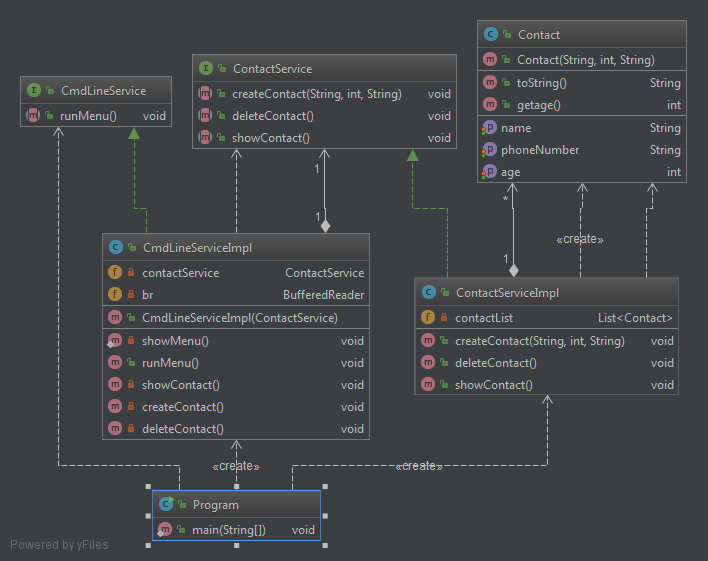 I CmdLineService
m runMenu() void
I ContactService
m createContact(String, int, String) void
m deleteContact() void
m showContact() void
C Contact
m Contact(String, int, String)
m toString() String
m getage() int
p name String
p phoneNumber String
p age int
1
1
*
1
«create»
C CmdLineServiceImpl
f contactService ContactService
f br BufferedReader
m CmdLineServiceImpl(ContactService)
m showMenu() void
m runMenu() void
m showContact() void
m createContact() void
m deleteContact() void
C ContactServiceImpl
f contactList List<Contact>
m createContact(String, int, String) void
m deleteContact() void
m showContact() void
«create»
«create»
C Program
m main(String[]) void
Powered by yFiles